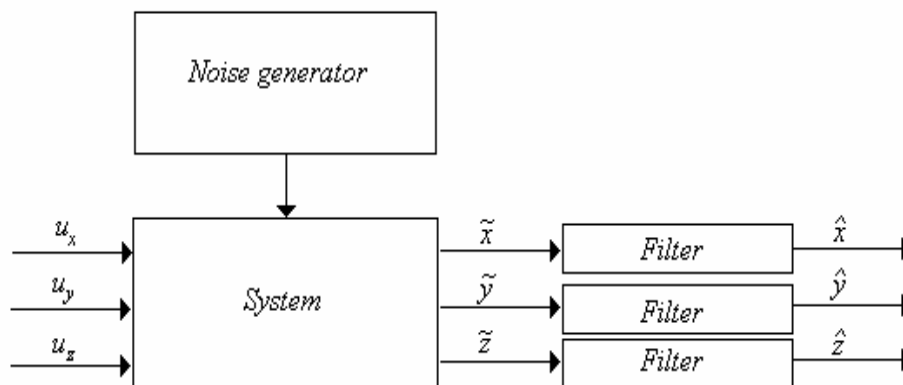 Noise generator
u_x
x̃
Filter
x̂
u_y
System
ỹ
Filter
ŷ
u_z
z̃
Filter
ẑ